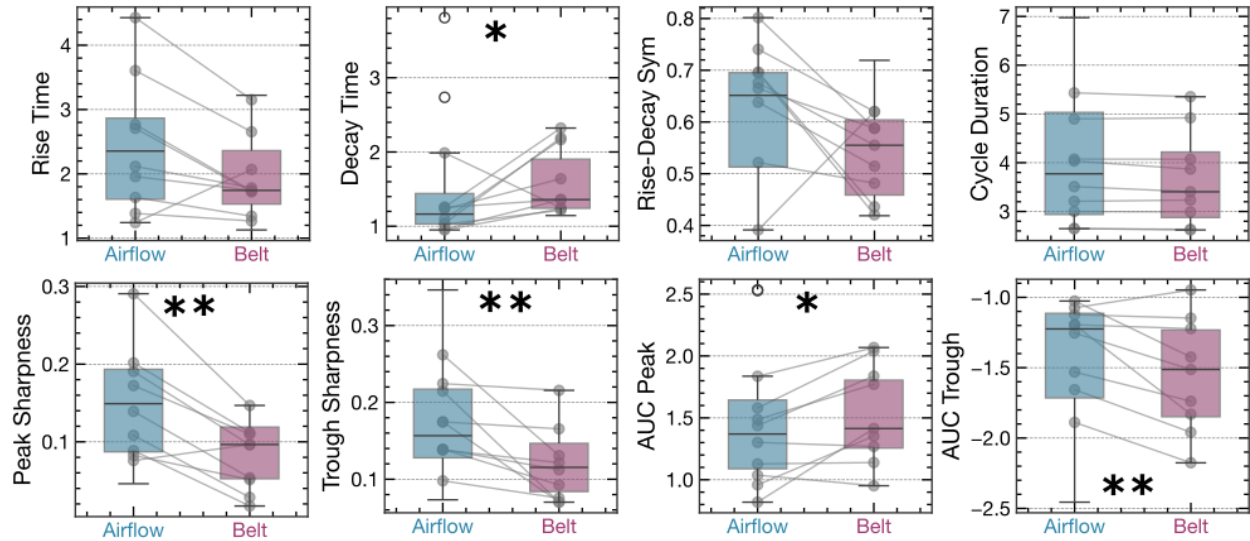 Rise Time
4
3
2
1
Airflow
Belt
Decay Time
3
2
1
*
Airflow
Belt
Rise-Decay Sym
0.8
0.7
0.6
0.5
0.4
Airflow
Belt
Cycle Duration
7
6
5
4
3
Airflow
Belt
Peak Sharpness
0.3
0.2
0.1
**
Airflow
Belt
Trough Sharpness
0.3
0.2
0.1
**
Airflow
Belt
AUC Peak
2.5
2.0
1.5
1.0
*
Airflow
Belt
AUC Trough
−1.0
−1.5
−2.0
−2.5
**
Airflow
Belt